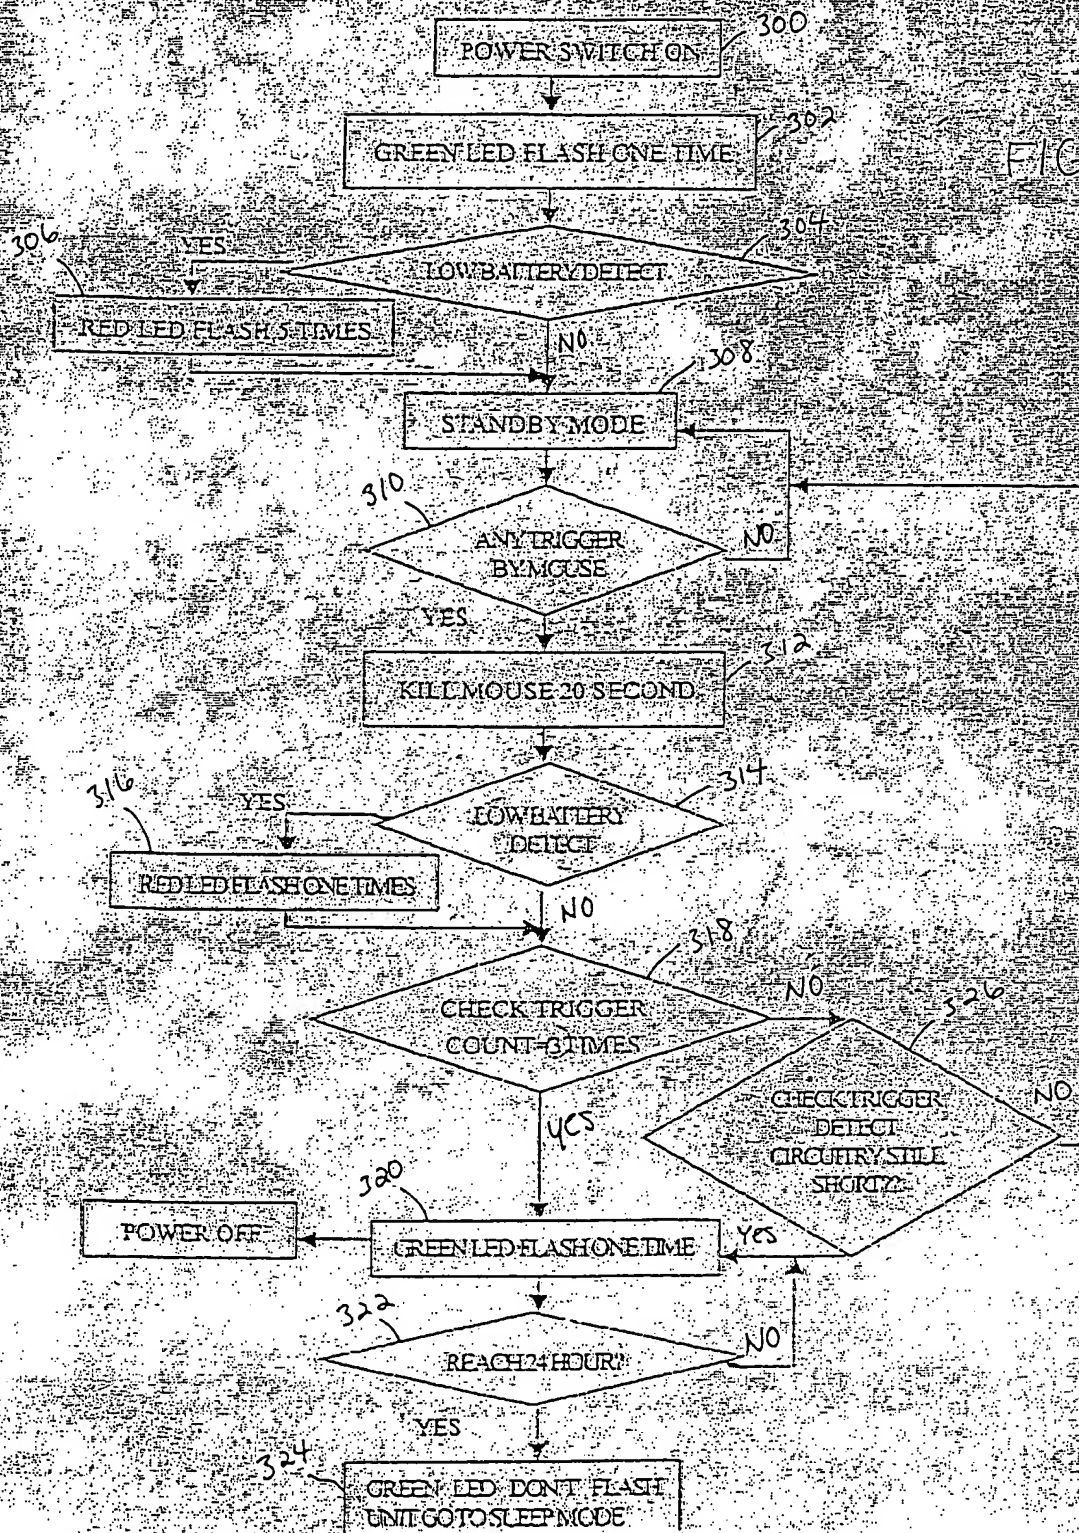 300
POWER SWITCH ON
302
GREEN LED FLASH ONE TIME
FIG
304
306
YES
LOW BATTERY DETECT
RED LED FLASH 5 TIMES
NO
308
STANDBY MODE
310
ANY TRIGGER
BY MOUSE
NO
YES
312
KILL MOUSE 20 SECOND
314
316
YES
LOW BATTERY
DETECT
RED LED FLASH ONE TIMES
NO
318
NO
326
CHECK TRIGGER
COUNT=3 TIMES
CHECK TRIGGER
DETECT
CIRCUITRY STILL
SHORT??
NO
YES
320
POWER OFF
GREEN LED FLASH ONE TIME
Yes
322
REACH 24 HOUR?
NO
YES
324
GREEN LED DONT FLASH
UNIT GO TO SLEEP MODE